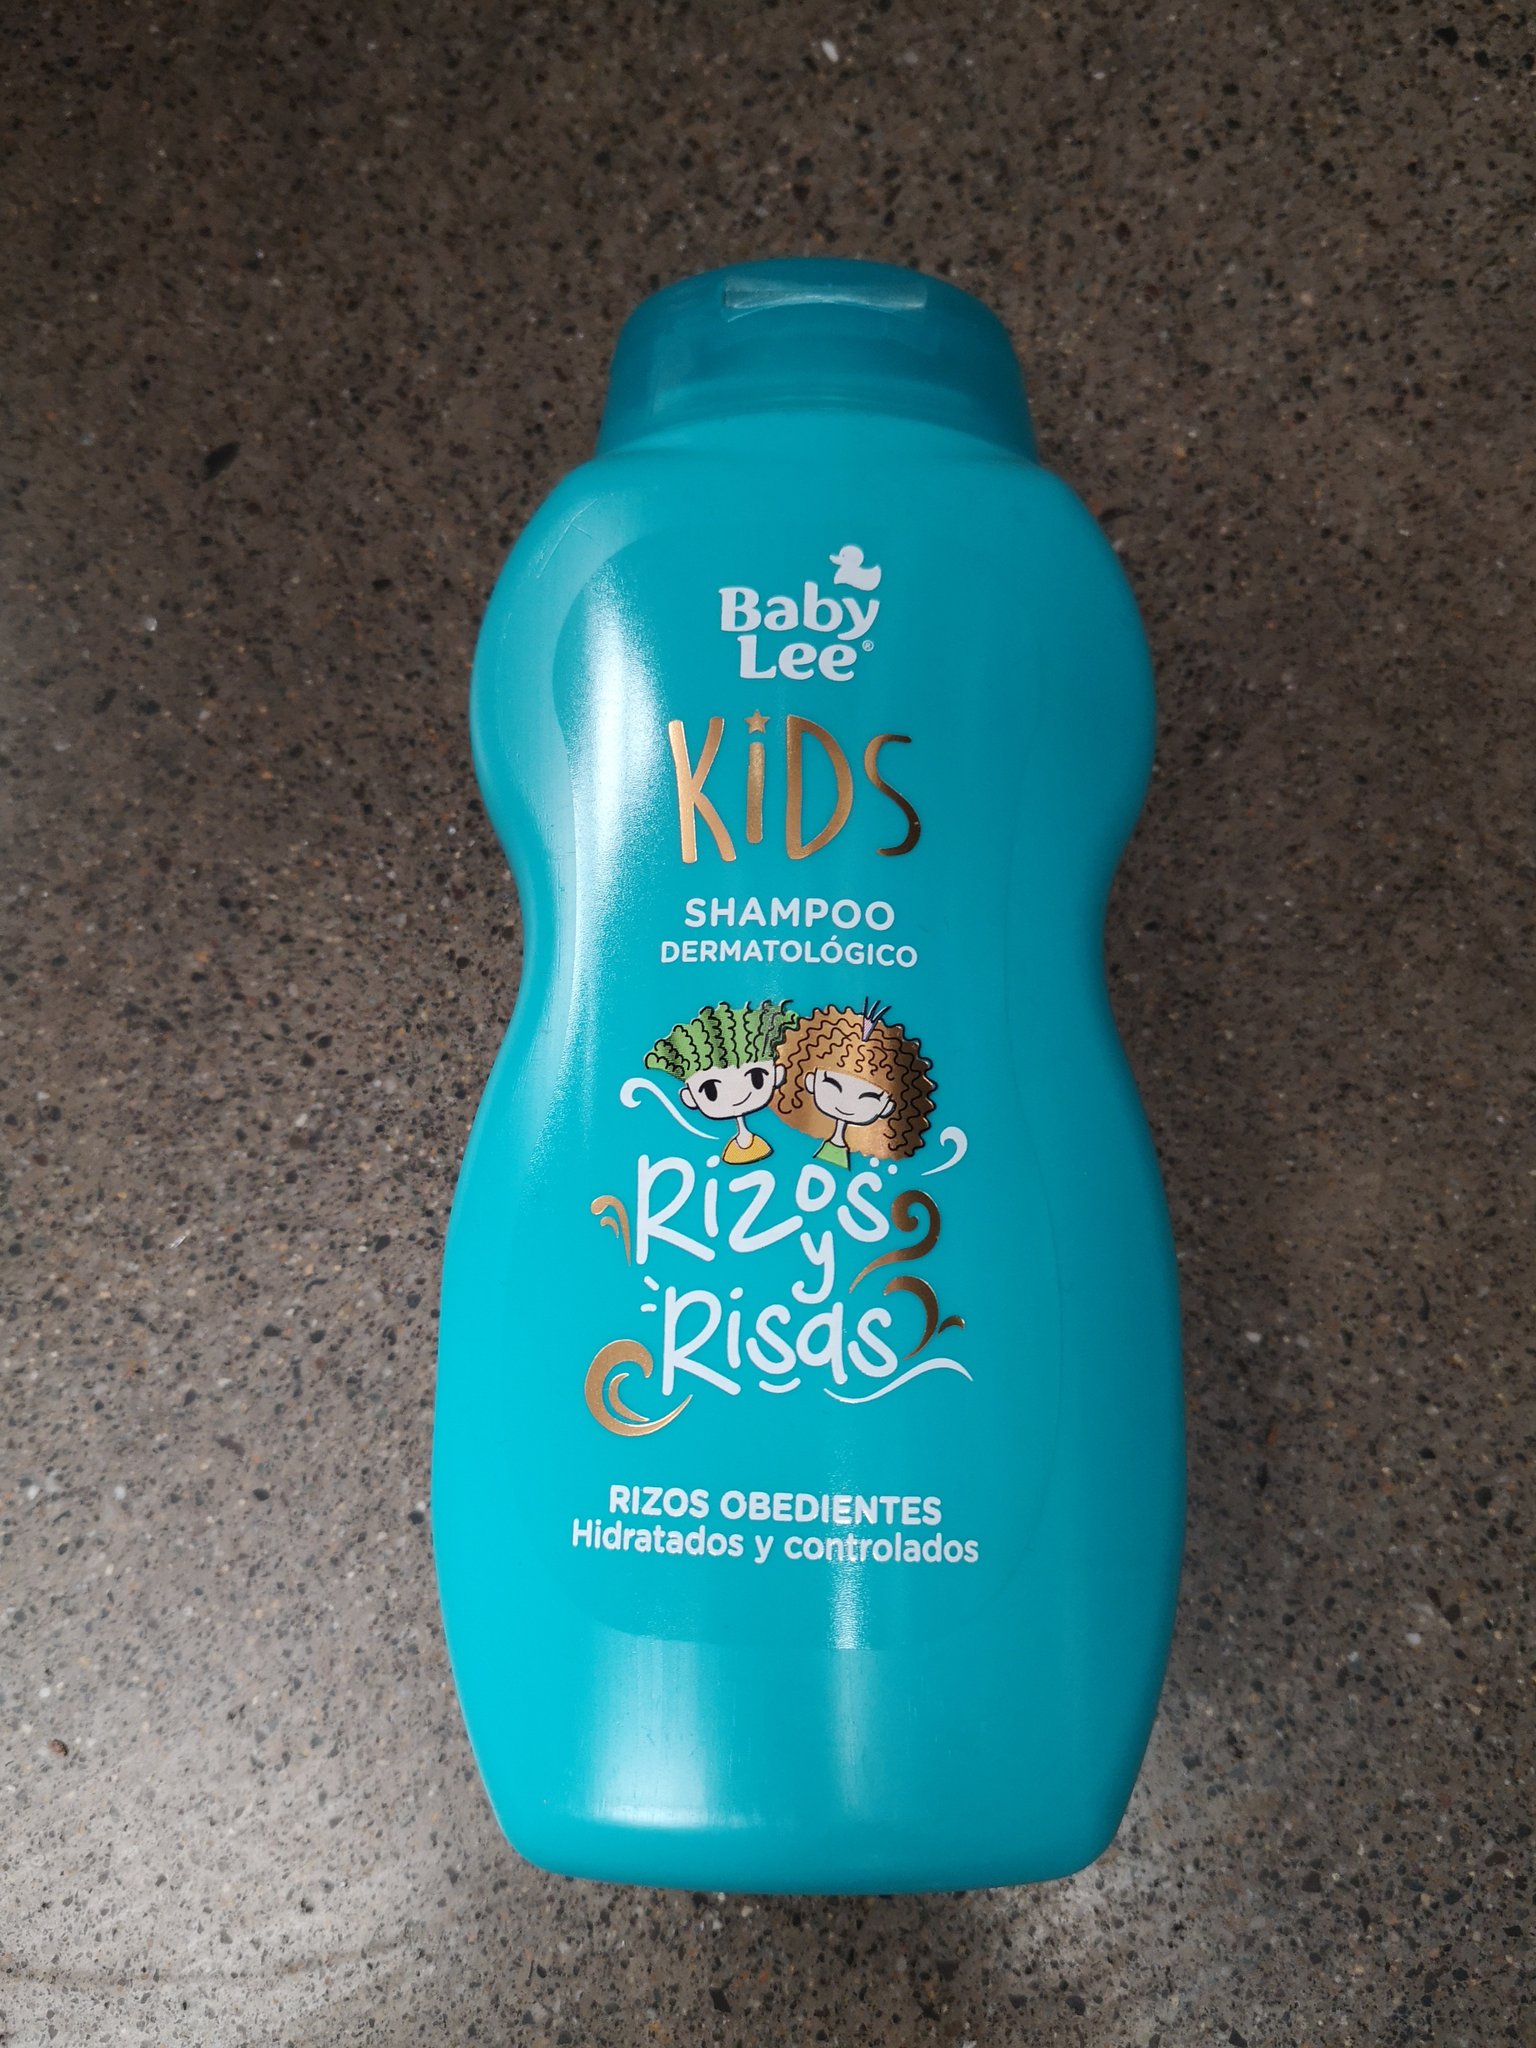 Baby
Lee®
KiDS
SHAMPOO
DERMATOLÓGICO
Rizos
y
Risas
RIZOS OBEDIENTES
Hidratados y controlados